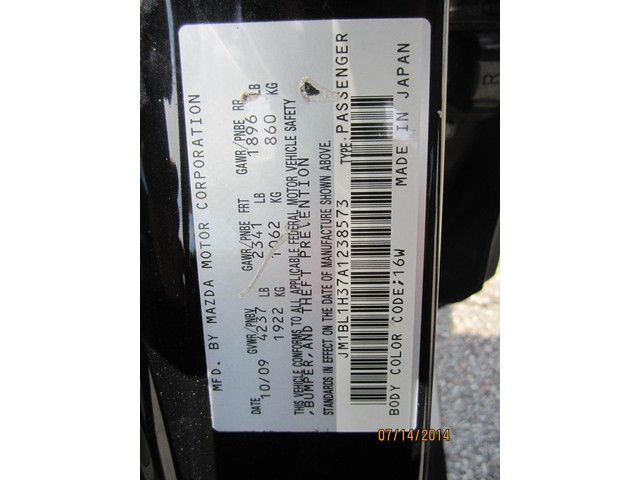 MFD. BY MAZDA MOTOR CORPORATION
DATE GVWR/PNBV GAWR/PNBE FRT GAWR/PNBE RR
10/09 4237 LB 2341 LB 1896 LB
1922 KG 1062 KG 860 KG
THIS VEHICLE CONFORMS TO ALL APPLICABLE FEDERAL MOTOR VEHICLE SAFETY
,BUMPER,AND THEFT PREVENTION
STANDARDS IN EFFECT ON THE DATE OF MANUFACTURE SHOWN ABOVE.
JM1BL1H37A1238573 TYPE: PASSENGER
BODY COLOR CODE;16W MADE IN JAPAN
07/14/2014